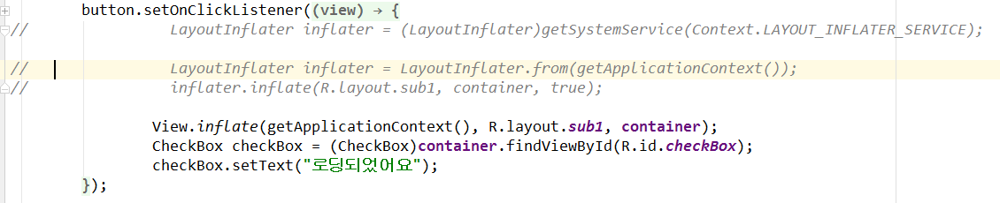 button.setOnClickListener((view) → {
// LayoutInflater inflater = (LayoutInflater)getSystemService(Context.LAYOUT_INFLATER_SERVICE);
// LayoutInflater inflater = LayoutInflater.from(getApplicationContext());
// inflater.inflate(R.layout.sub1, container, true);
View.inflate(getApplicationContext(), R.layout.sub1, container);
CheckBox checkBox = (CheckBox)container.findViewById(R.id.checkBox);
checkBox.setText("로딩되었어요");
});